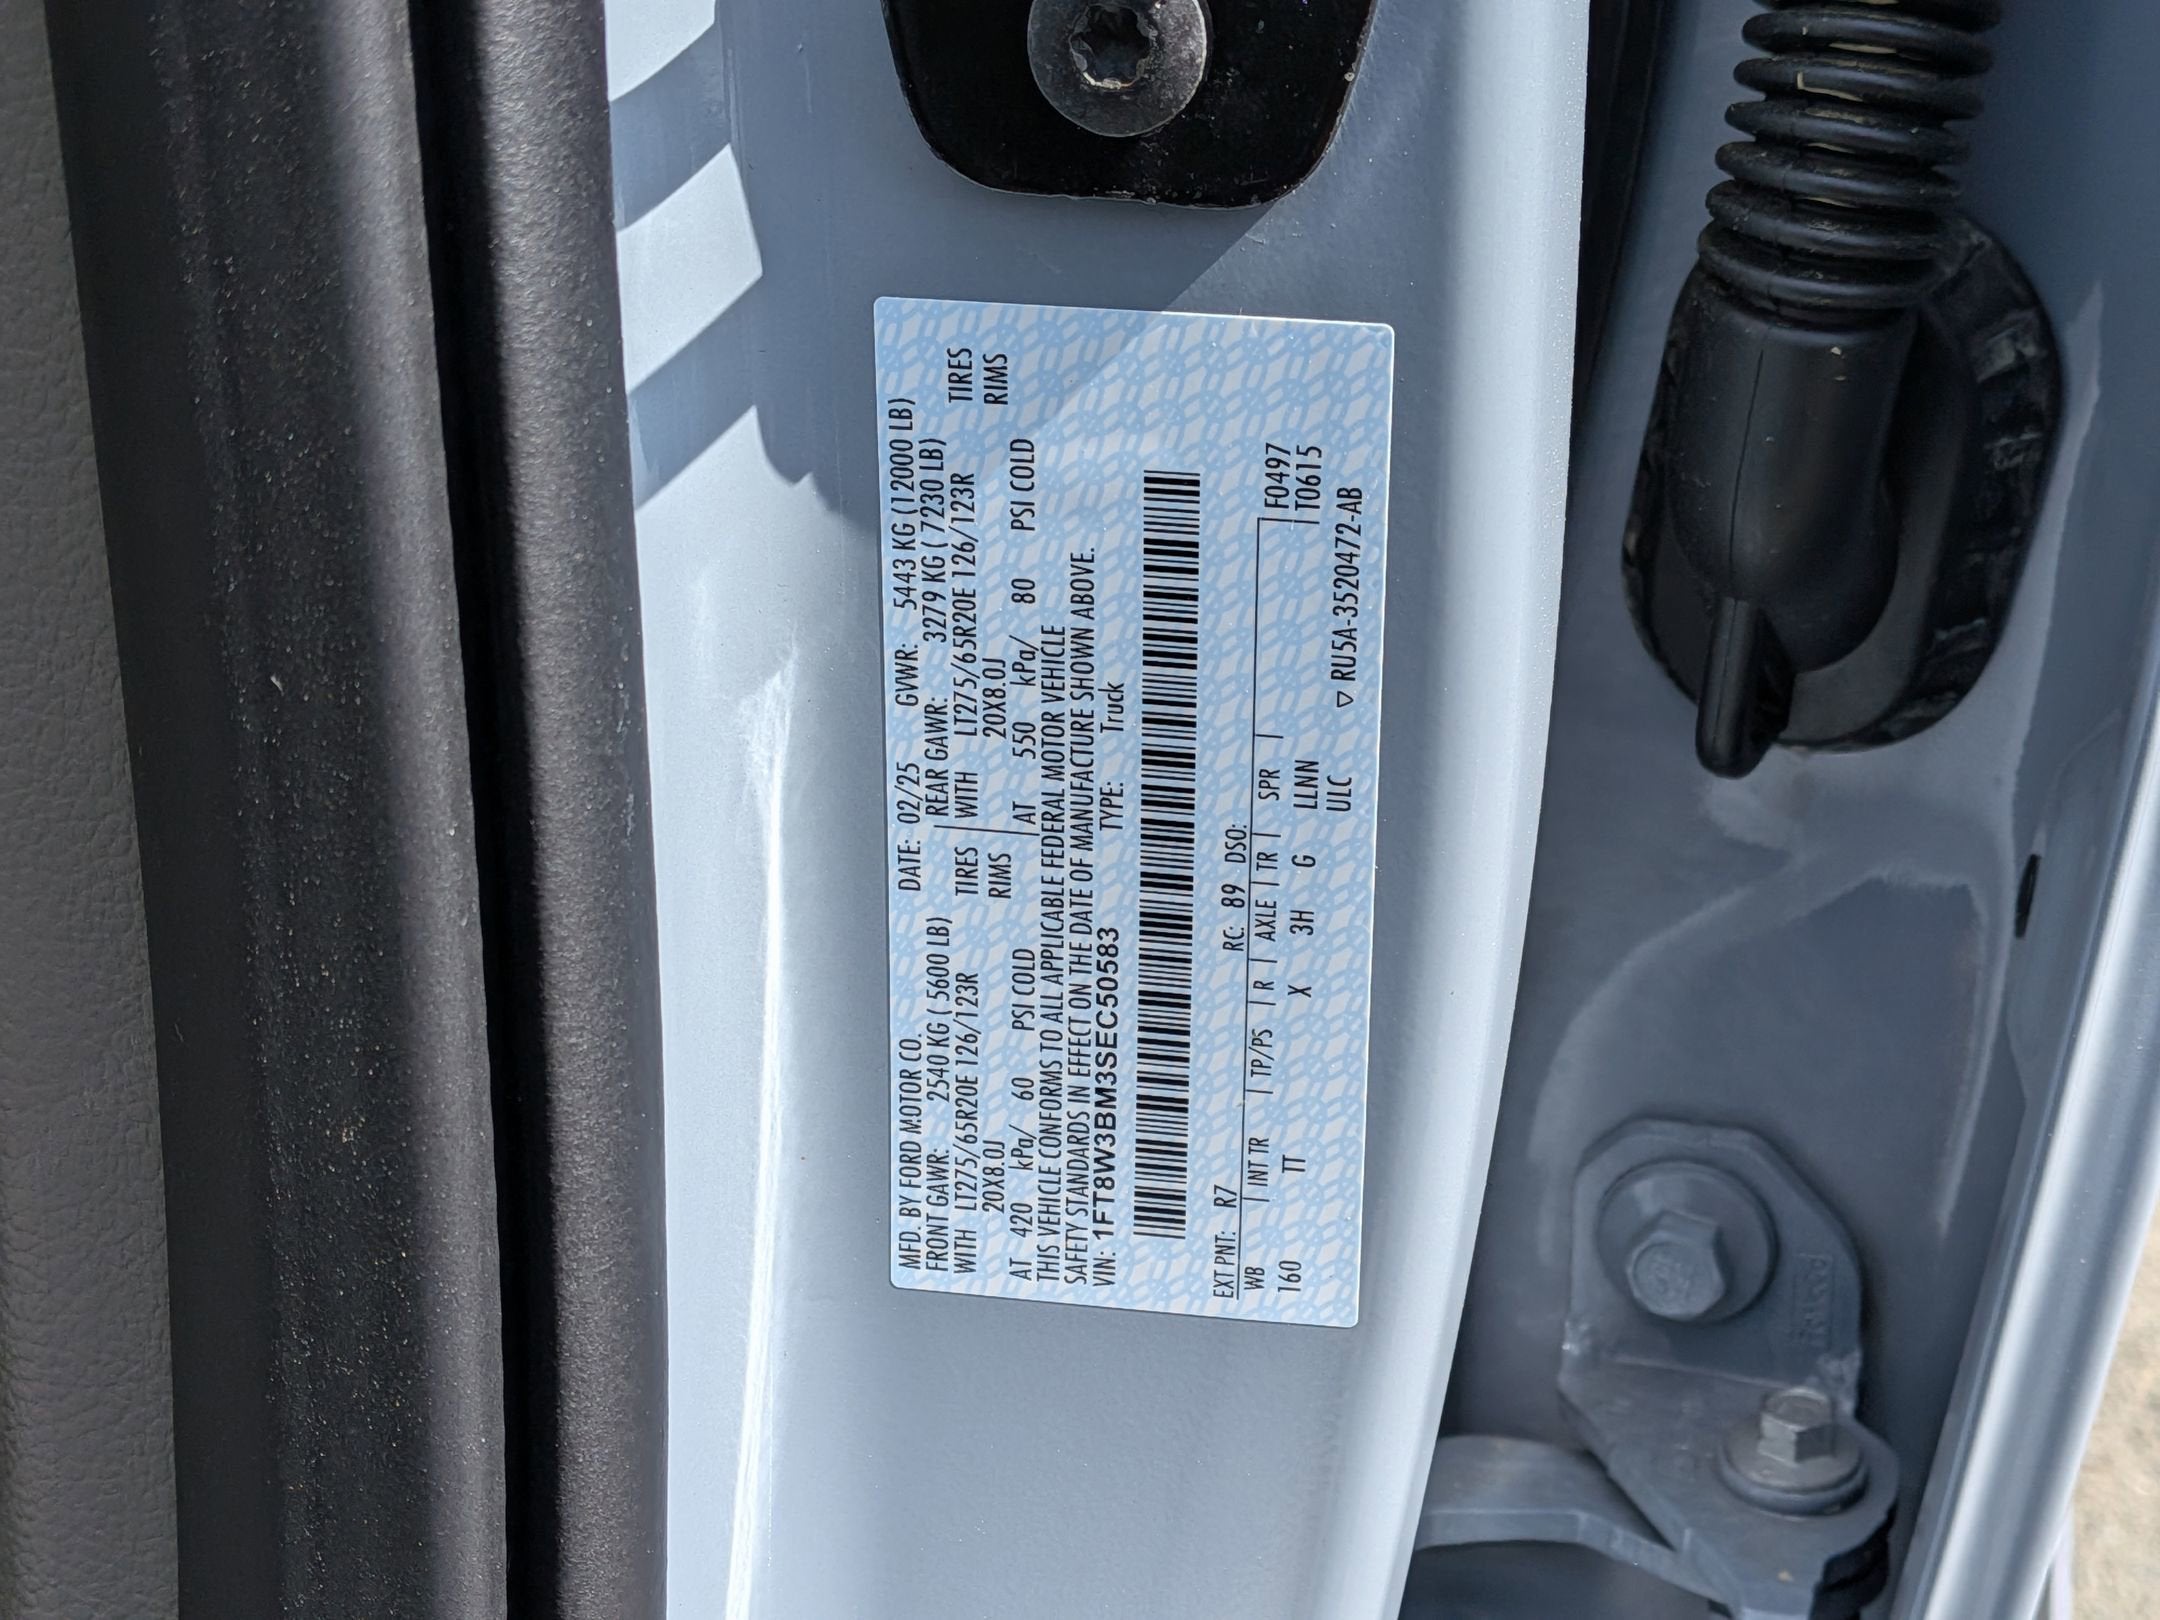 MFD. BY FORD MOTOR CO. DATE: 02/25 GVWR: 5443 KG (12000 LB)
FRONT GAWR: 2540 KG ( 5600 LB) REAR GAWR: 3279 KG ( 7230 LB)
WITH LT275/65R20E 126/123R TIRES WITH LT275/65R20E 126/123R TIRES
20X8.0J RIMS 20X8.0J RIMS
AT 420 kPa/ 60 PSI COLD AT 550 kPa/ 80 PSI COLD
THIS VEHICLE CONFORMS TO ALL APPLICABLE FEDERAL MOTOR VEHICLE
SAFETY STANDARDS IN EFFECT ON THE DATE OF MANUFACTURE SHOWN ABOVE.
VIN: 1FT8W3BM3SEC50583 TYPE: Truck
EXT PNT: R7 RC: 89 DSO:
WB INT TR TP/PS R AXLE TR SPR F0497
160 TT X 3H G LLNN T0615
ULC
▽ RU5A-3520472-AB